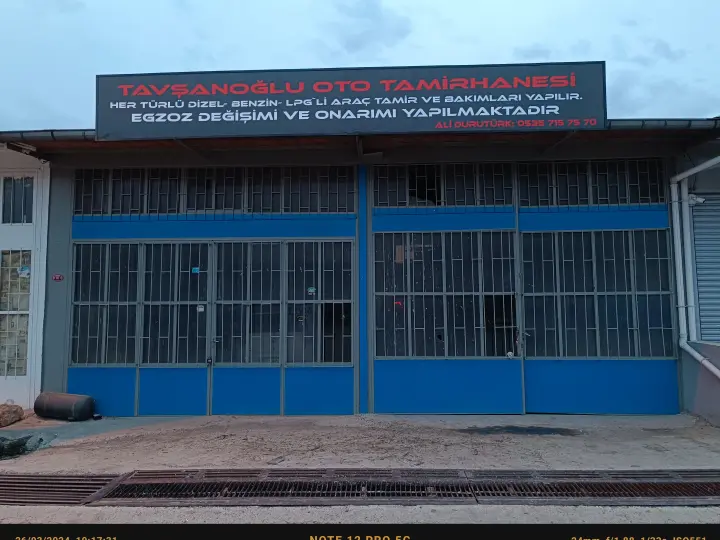 TAVŞANOĞLU OTO TAMİRHANESİ
HER TÜRLÜ DİZEL- BENZİN- LPG'Lİ ARAÇ TAMİR VE BAKIMLARI YAPILIR.
EGZOZ DEĞİŞİMİ VE ONARIMI YAPILMAKTADIR
ALİ DURUTÜRK: 0535 715 75 70
NOTE 12 PRO 5G